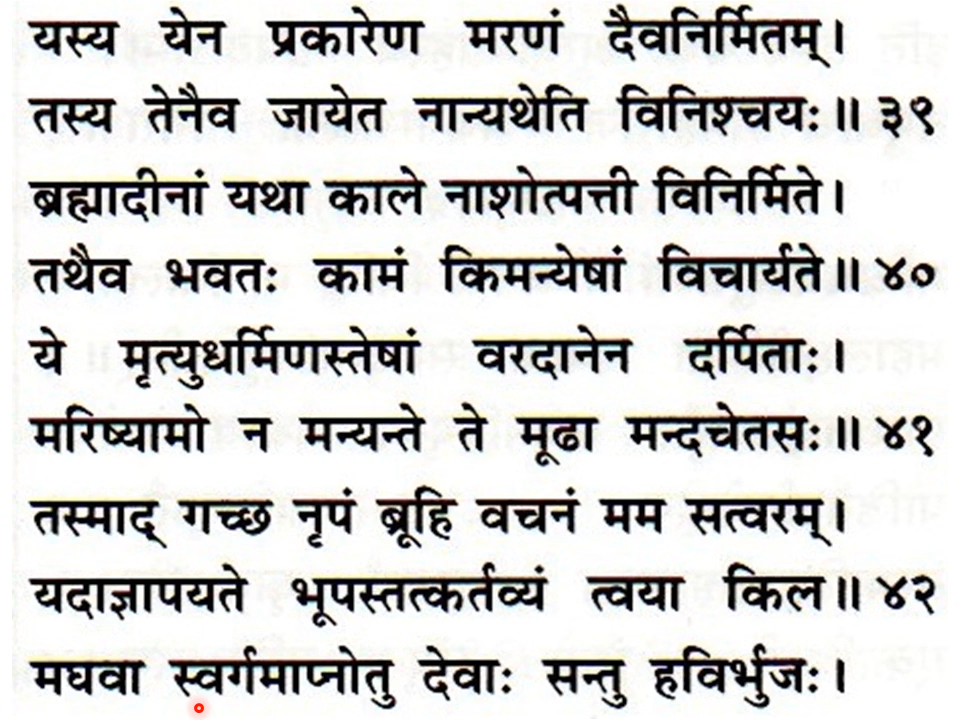 यस्य येन प्रकारेण मरणं दैवनिर्मितम्।
तस्य तेनैव जायेत नान्यथेति विनिश्चयः॥ ३९
ब्रह्मादीनां यथा काले नाशोत्पत्ती विनिर्मिते।
तथैव भवतः कामं किमन्येषां विचार्यते॥ ४०
ये मृत्युधर्मिणस्तेषां वरदानेन दर्पिताः।
मरिष्यामो न मन्यन्ते ते मूढा मन्दचेतसः॥ ४१
तस्माद् गच्छ नृपं ब्रूहि वचनं मम सत्वरम्।
यदाज्ञापयते भूपस्तत्कर्तव्यं त्वया किल॥ ४२
मघवा स्वर्गमाप्नोतु देवाः सन्तु हविर्भुजः।